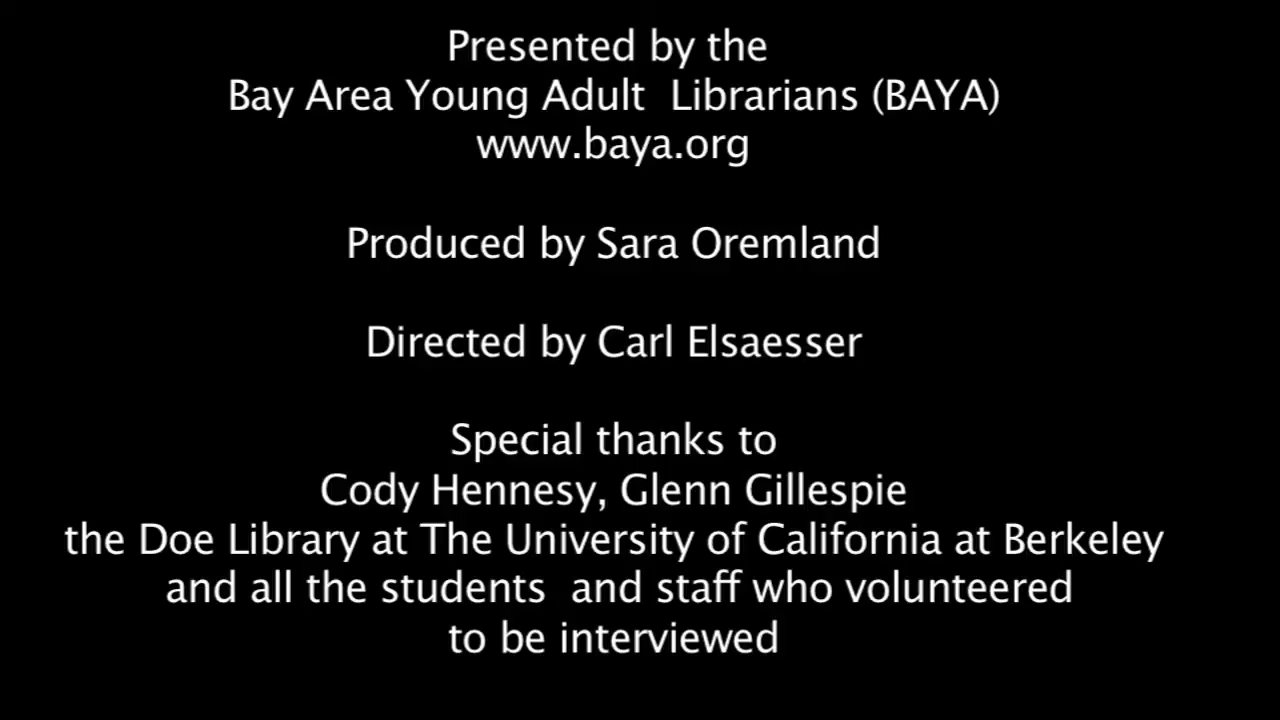 Presented by the
Bay Area Young Adult  Librarians (BAYA)
www.baya.org
Produced by Sara Oremland
Directed by Carl Elsaesser
Special thanks to
Cody Hennesy, Glenn Gillespie
the Doe Library at The University of California at Berkeley
and all the students  and staff who volunteered
to be interviewed